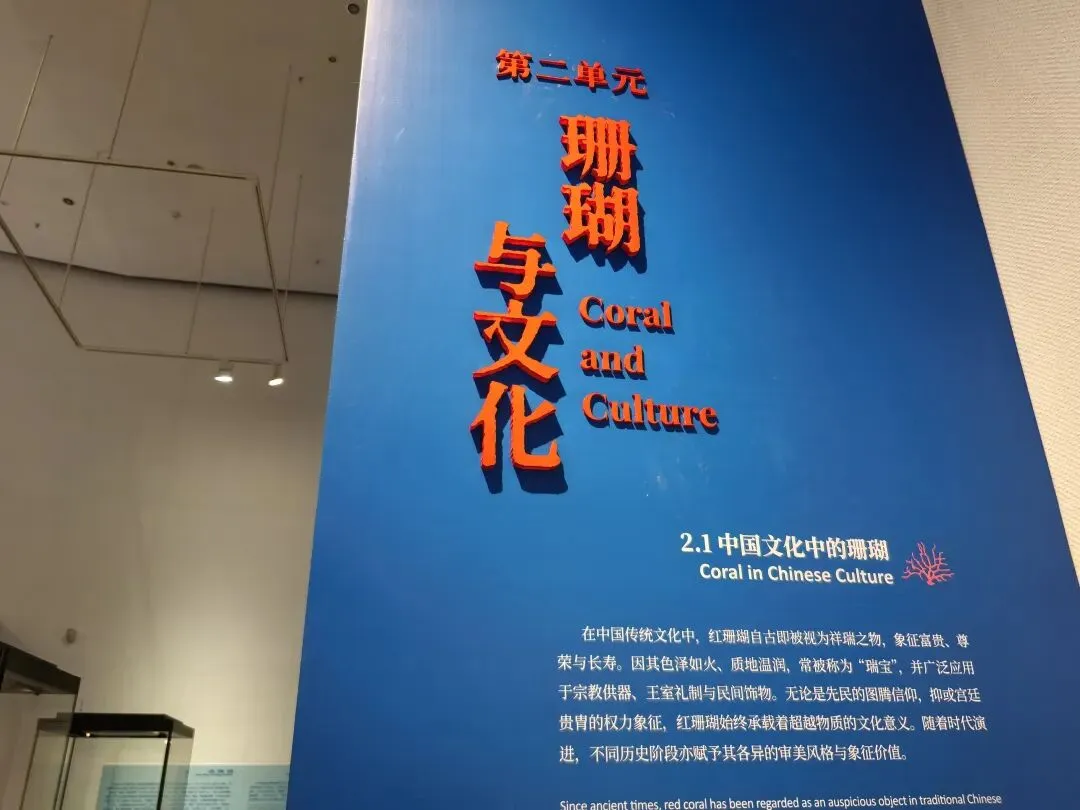 第二单元
珊瑚
与文化
Coral
and
Culture
2.1 中国文化中的珊瑚
Coral in Chinese Culture
在中国传统文化中，红珊瑚自古即被视为祥瑞之物，象征富贵、尊
荣与长寿。因其色泽如火、质地温润，常被称为“瑞宝”，并广泛应用
于宗教供器、王室礼制与民间饰物。无论是先民的图腾信仰，抑或宫廷
贵胄的权力象征，红珊瑚始终承载着超越物质的文化意义。随着时代演
进，不同历史阶段亦赋予其各异的审美风格与象征价值。
Since ancient times, red coral has been regarded as an auspicious object in traditional Chinese